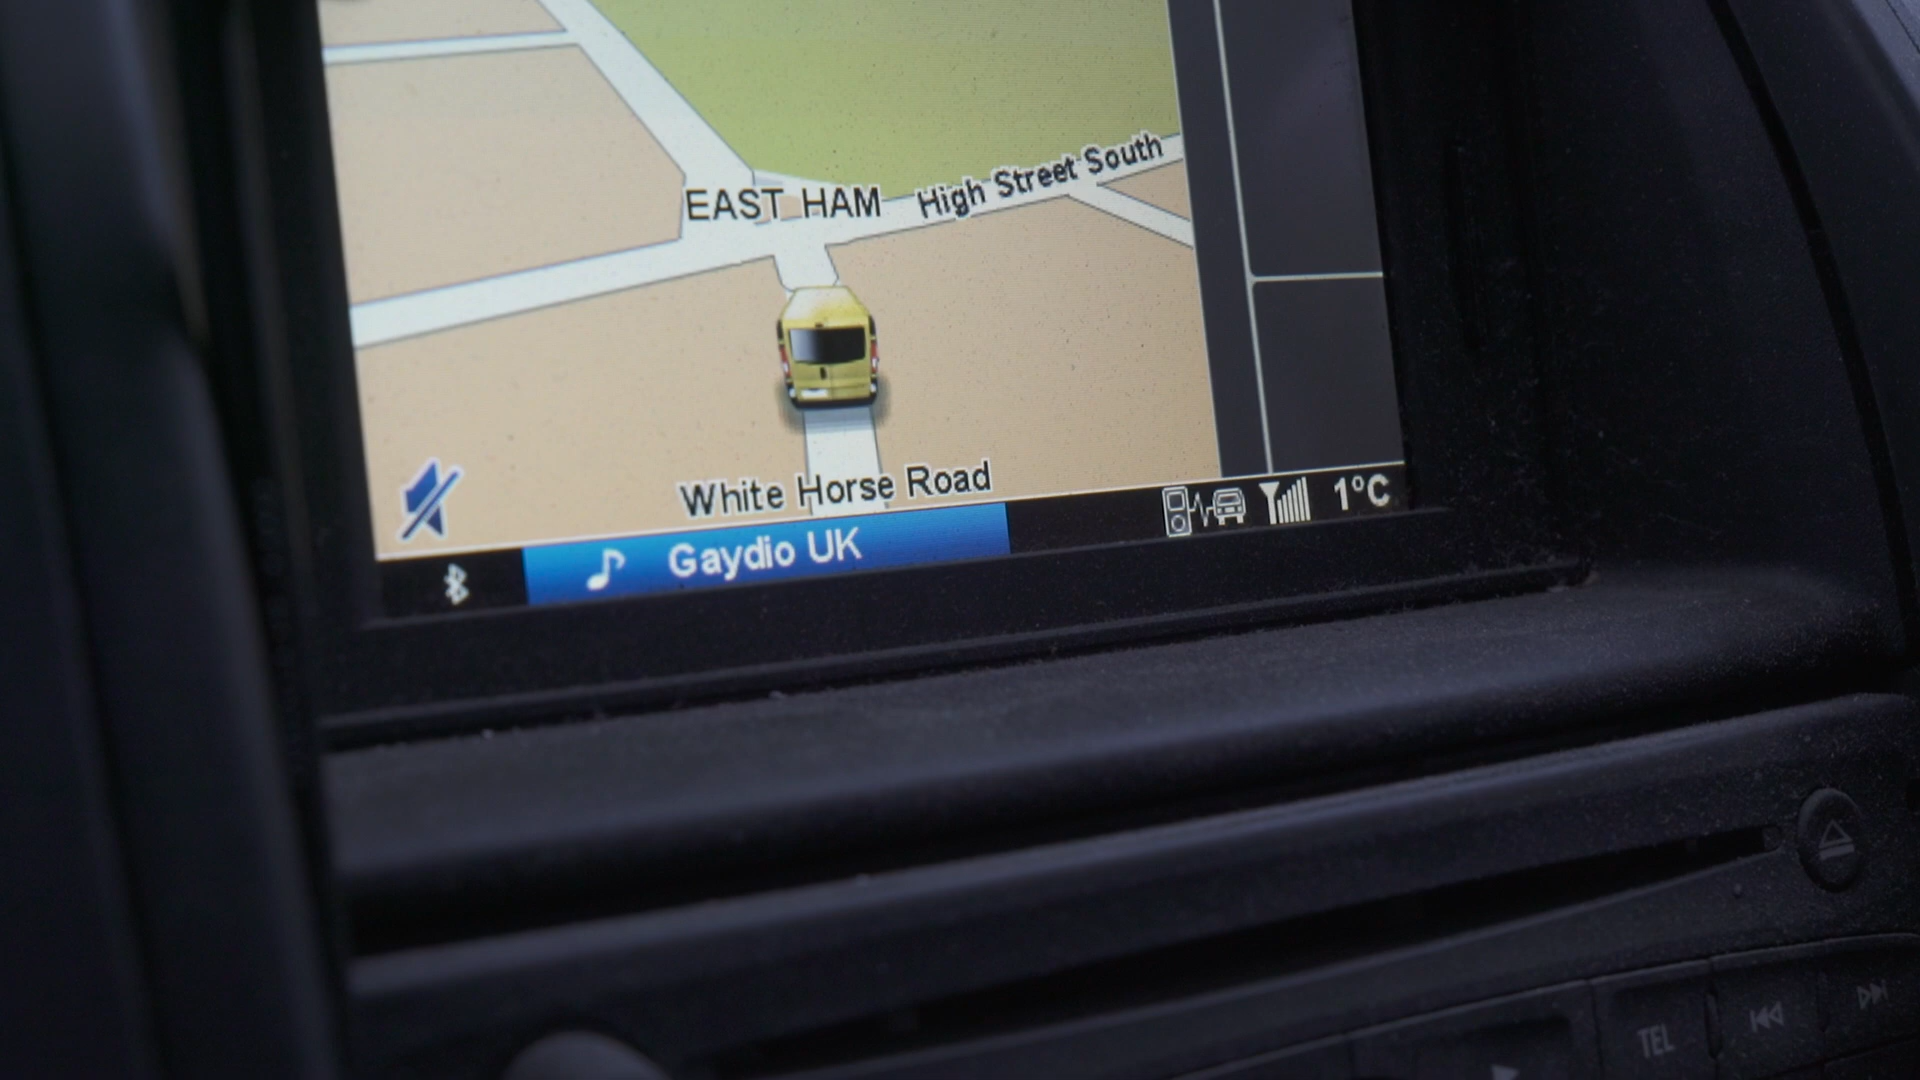 EAST HAM
High Street South
White Horse Road
Gaydio UK
1°C
TEL